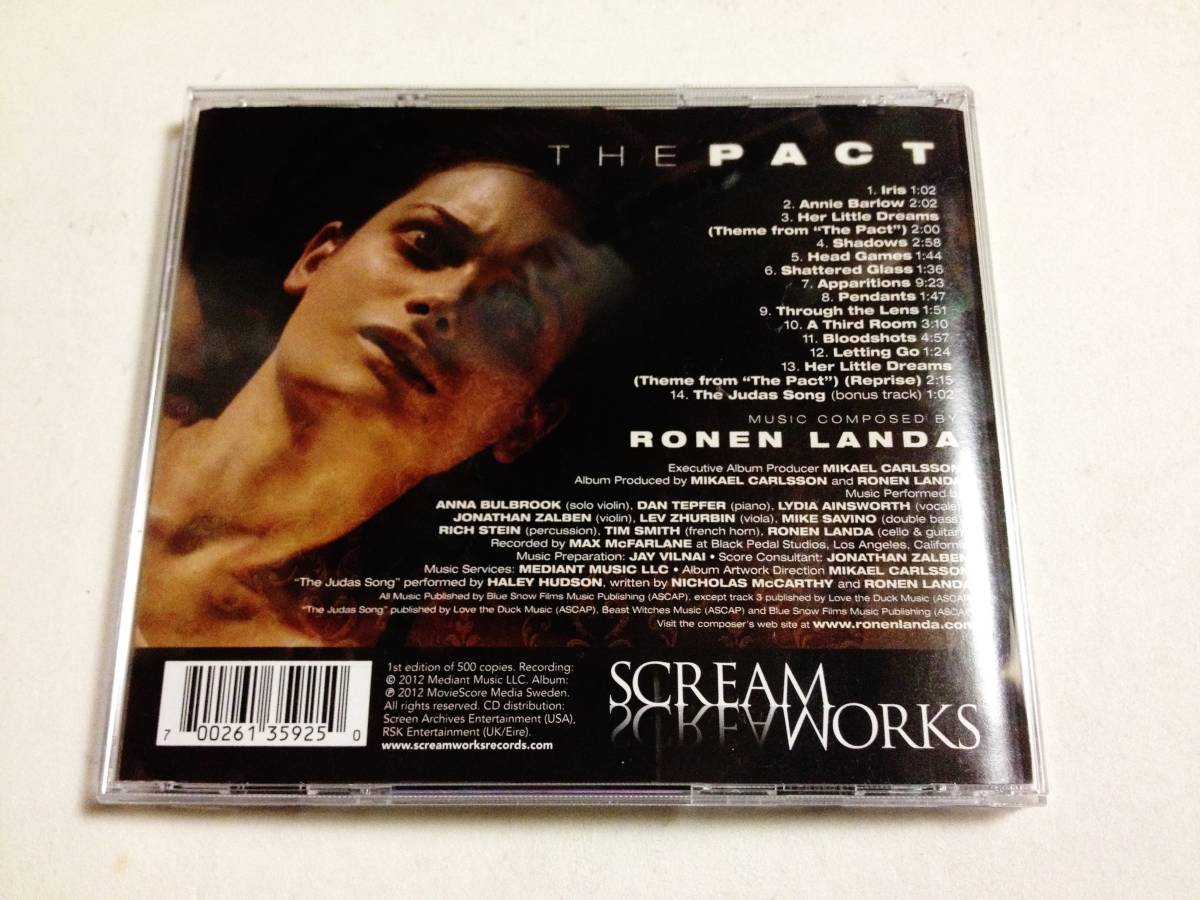 THE PACT
1. Iris 1:02
2. Annie Barlow 2:02
3. Her Little Dreams
(Theme from “The Pact”) 2:00
4. Shadows 2:58
5. Head Games 1:44
6. Shattered Glass 1:36
7. Apparitions 9:23
8. Pendants 1:47
9. Through the Lens 1:51
10. A Third Room 3:10
11. Bloodshots 4:57
12. Letting Go 1:24
13. Her Little Dreams
(Theme from “The Pact”) (Reprise) 2:15
14. The Judas Song (bonus track) 1:02
MUSIC COMPOSED BY
RONEN LANDA
Executive Album Producer MIKAEL CARLSSON
Album Produced by MIKAEL CARLSSON and RONEN LANDA
Music Performed by
ANNA BULBROOK (solo violin), DAN TEPFER (piano), LYDIA AINSWORTH (vocals)
JONATHAN ZALBEN (violin), LEV ZHURBIN (viola), MIKE SAVINO (double bass)
RICH STEIN (percussion), TIM SMITH (french horn), RONEN LANDA (cello & guitar)
Recorded by MAX McFARLANE at Black Pedal Studios, Los Angeles, California
Music Preparation: JAY VILNAI • Score Consultant: JONATHAN ZALBEN
Music Services: MEDIANT MUSIC LLC • Album Artwork Direction MIKAEL CARLSSON
“The Judas Song” performed by HALEY HUDSON, written by NICHOLAS McCARTHY and RONEN LANDA
All Music Published by Blue Snow Films Music Publishing (ASCAP), except track 3 published by Love the Duck Music (ASCAP)
“The Judas Song” published by Love the Duck Music (ASCAP), Beast Witches Music (ASCAP) and Blue Snow Films Music Publishing (ASCAP)
Visit the composer's web site at www.ronenlanda.com
7 00261 35925 0
1st edition of 500 copies. Recording:
© 2012 Mediant Music LLC. Album:
℗ 2012 MovieScore Media Sweden.
All rights reserved. CD distribution:
Screen Archives Entertainment (USA),
RSK Entertainment (UK/Eire).
www.screamworksrecords.com
SCREAM
WORKS